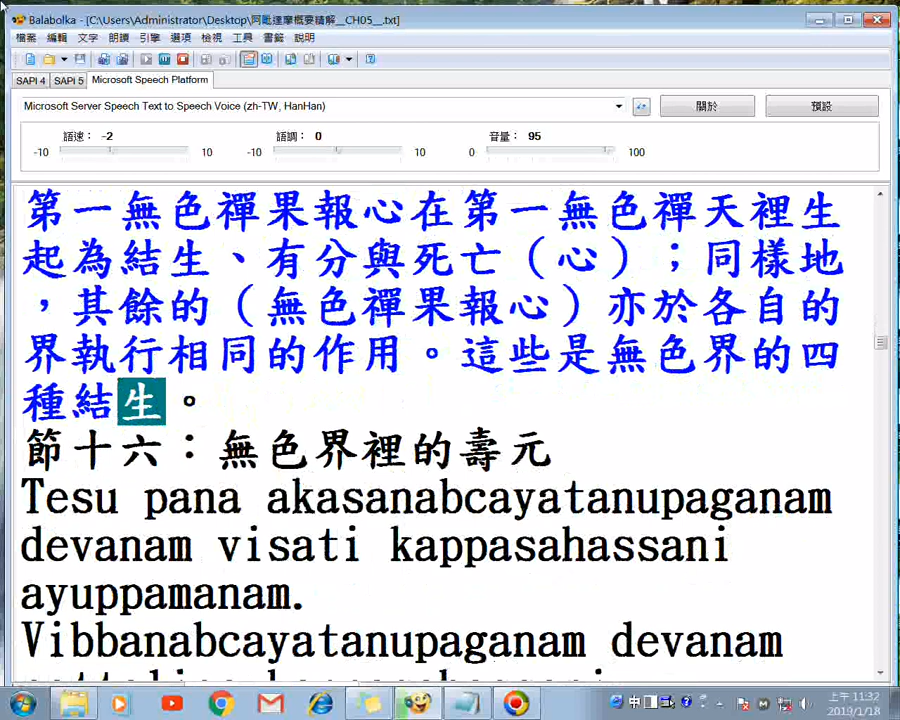 Balabolka - [C:\Users\Administrator\Desktop\阿毗達摩概要精解__CH05__.txt]
檔案 編輯 文字 朗讀 引擎 選項 檢視 工具 書籤 說明
SAPI 4 SAPI 5 Microsoft Speech Platform
Microsoft Server Speech Text to Speech Voice (zh-TW, HanHan)
關於 預設
語速： -2 語調： 0 音量： 95
-10 10 -10 10 0 100
第一無色禪果報心在第一無色禪天裡生
起為結生、有分與死亡（心）；同樣地
，其餘的（無色禪果報心）亦於各自的
界執行相同的作用。這些是無色界的四
種結生。
節十六：無色界裡的壽元
Tesu pana akasanabcayatanupaganam
devanam visati kappasahassani
ayuppamanam.
Vibbanabcayatanupaganam devanam
上午 11:32
2019/1/18